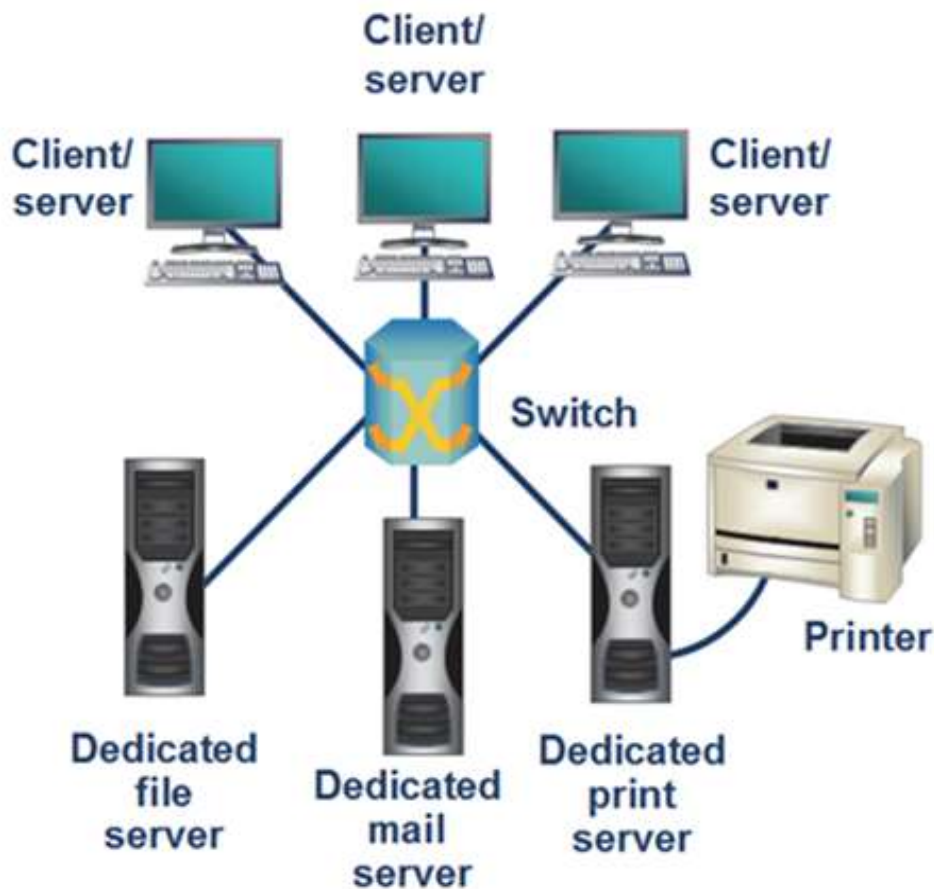 Client/
server
Client/
server
Client/
server
Switch
Printer
Dedicated
file
server
Dedicated
mail
server
Dedicated
print
server